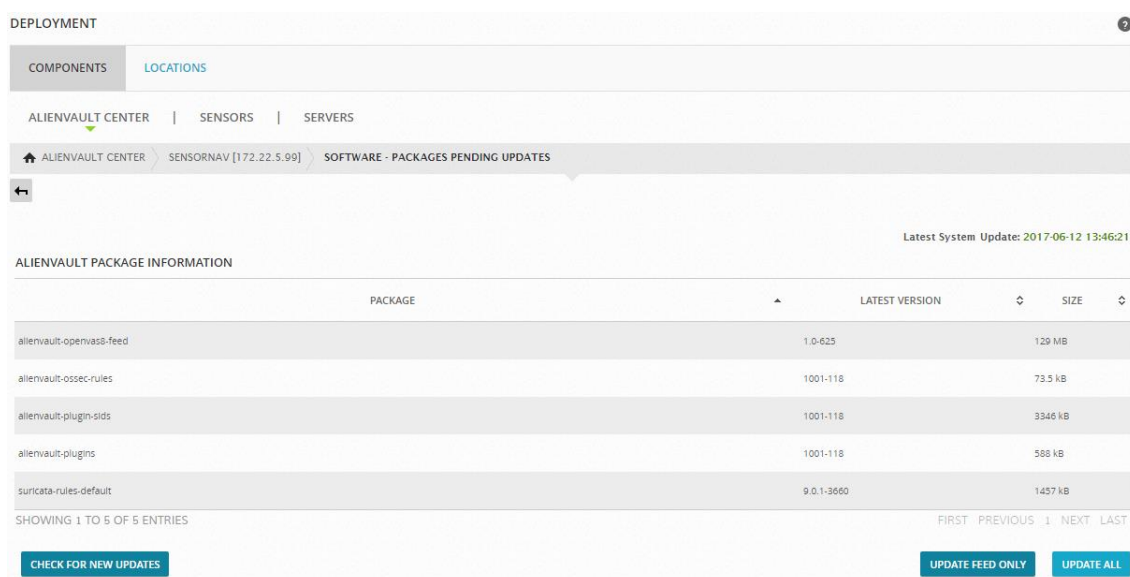 DEPLOYMENT ?
COMPONENTS LOCATIONS
ALIENVAULT CENTER | SENSORS | SERVERS
ALIENVAULT CENTER SENSORNAV [172.22.5.99] SOFTWARE - PACKAGES PENDING UPDATES
Latest System Update: 2017-06-12 13:46:21
ALIENVAULT PACKAGE INFORMATION
PACKAGE LATEST VERSION SIZE
alienvault-openvas8-feed 1.0-625 129 MB
alienvault-ossec-rules 1001-118 73.5 kB
alienvault-plugin-sids 1001-118 3346 kB
alienvault-plugins 1001-118 588 kB
suricata-rules-default 9.0.1-3660 1457 kB
SHOWING 1 TO 5 OF 5 ENTRIES FIRST PREVIOUS 1 NEXT LAST
CHECK FOR NEW UPDATES UPDATE FEED ONLY UPDATE ALL